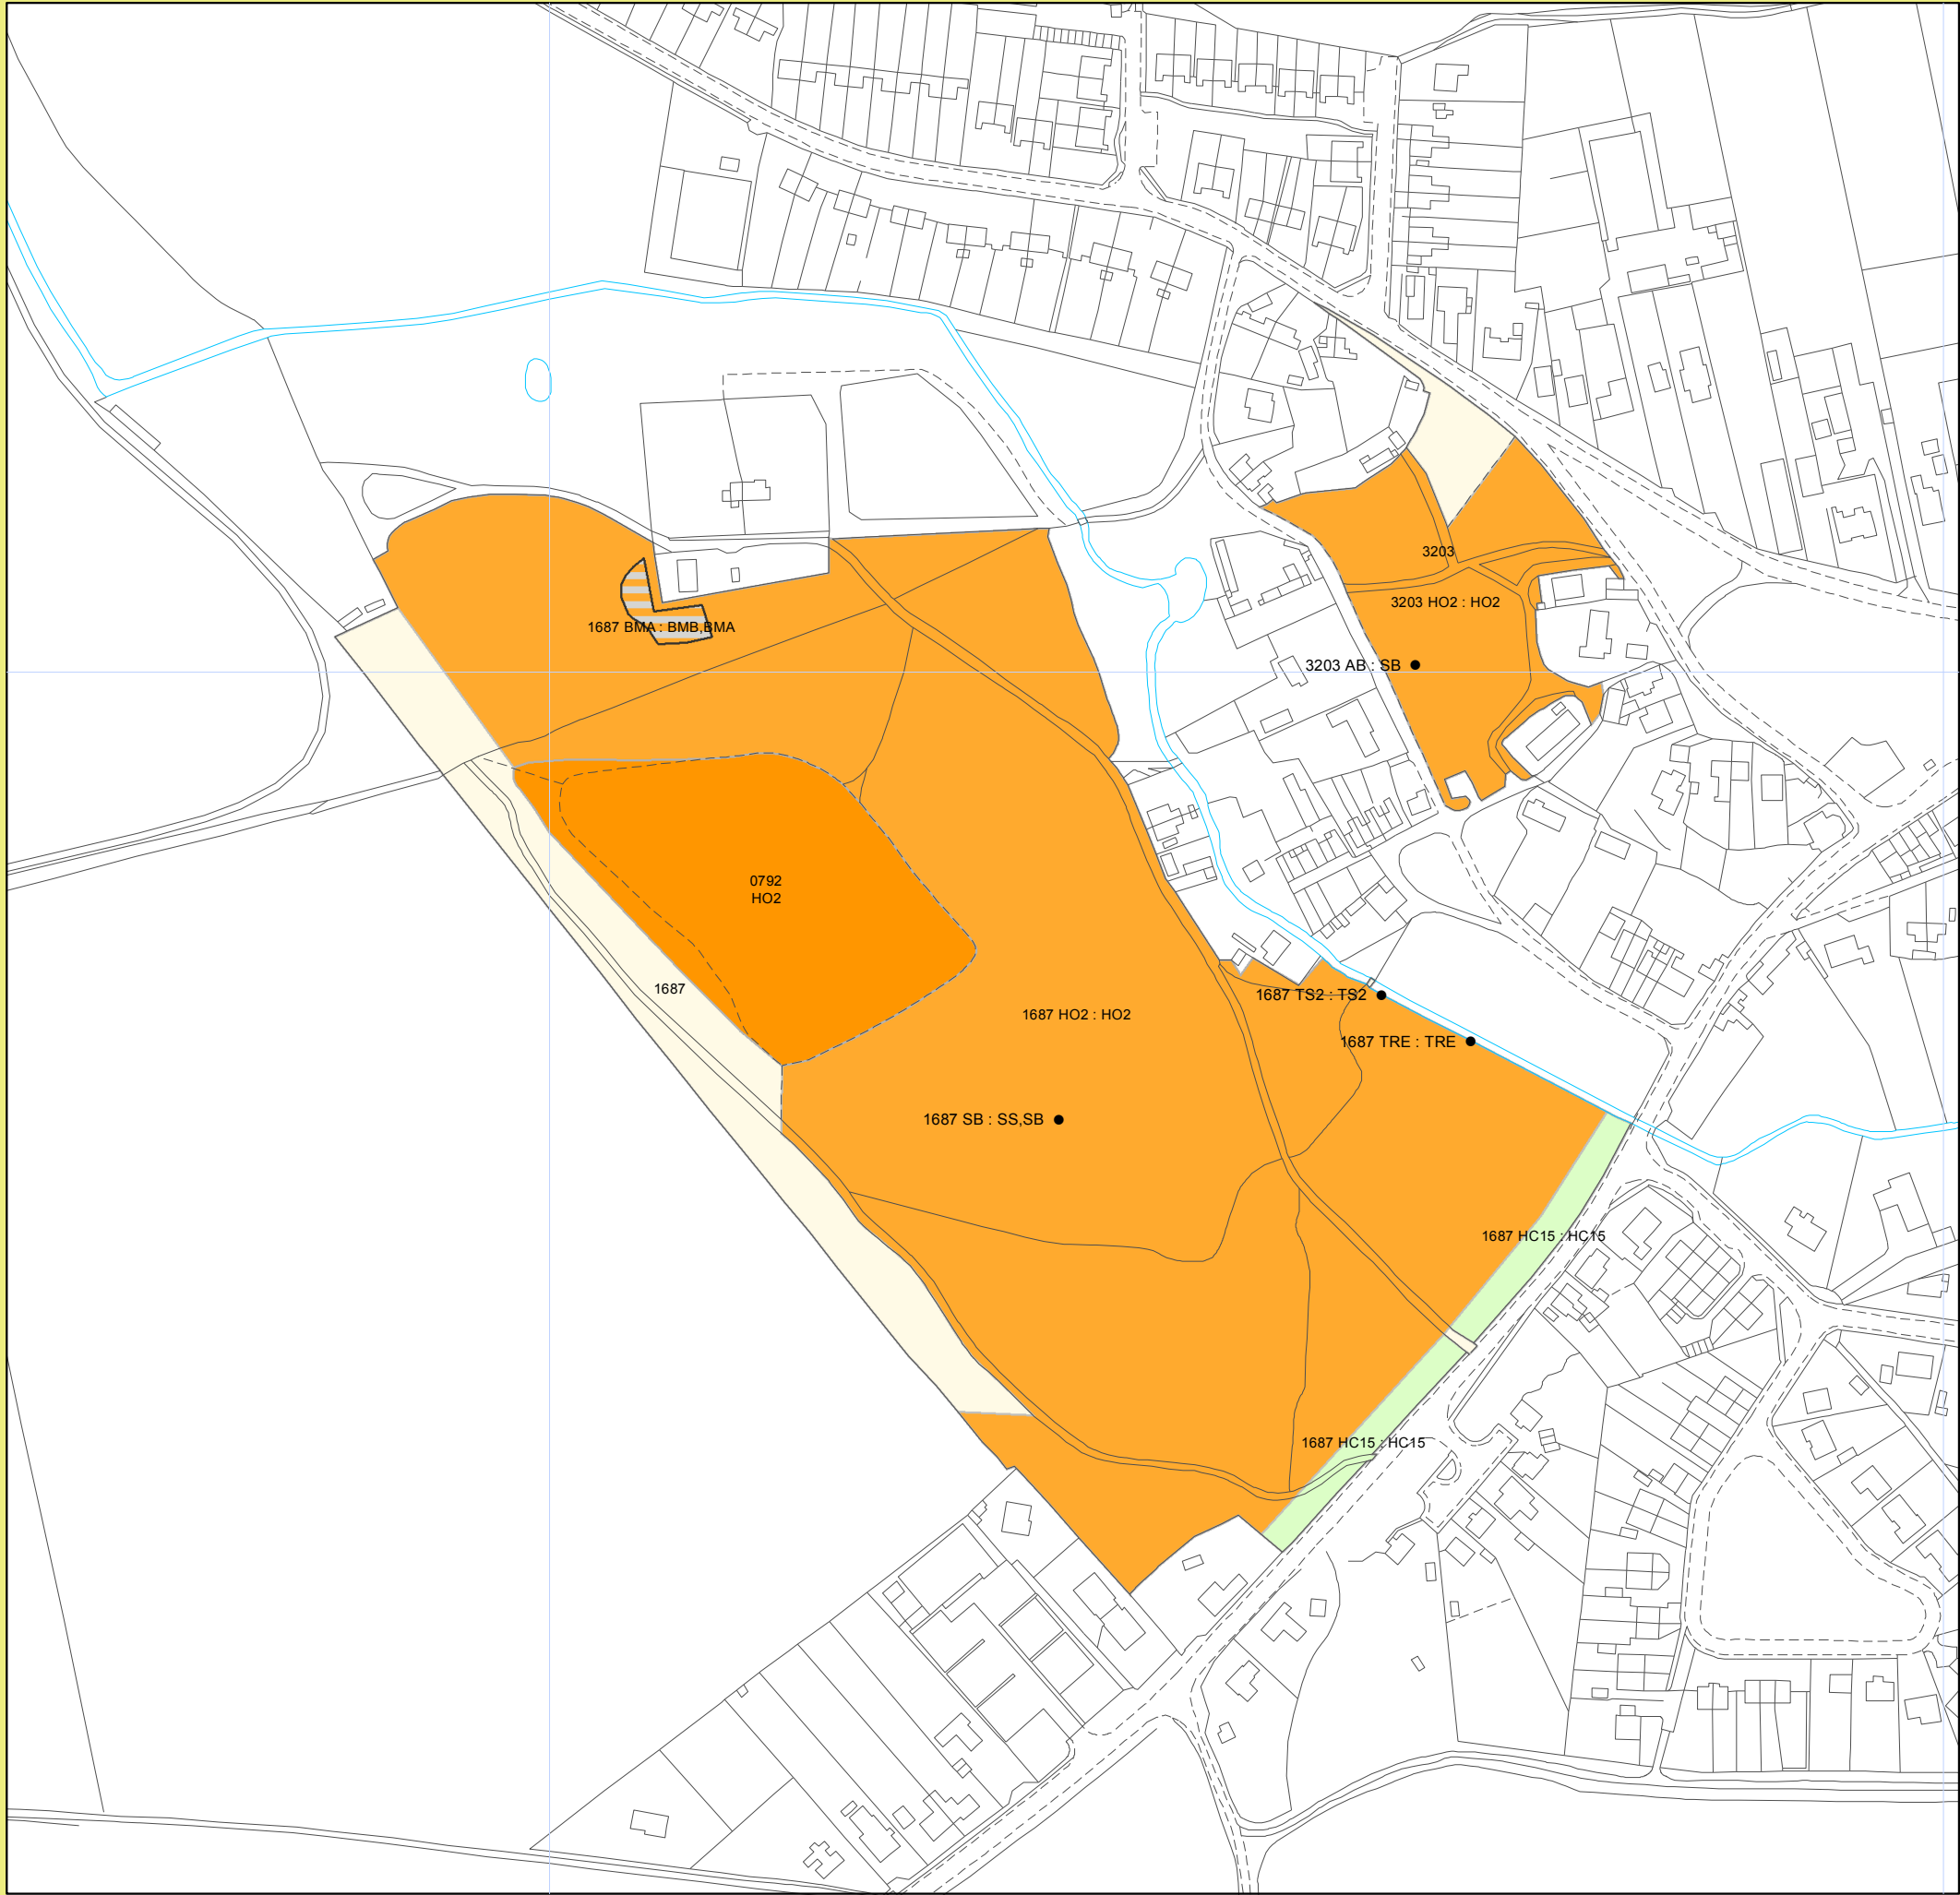 3203
3203 HO2 : HO2
1687 BMA : BMB,BMA
3203 AB : SB
0792
HO2
1687
1687 TS2 : TS2
1687 HO2 : HO2
1687 TRE : TRE
1687 SB : SS,SB
1687 HC15 : HC15
1687 HC15 : HC15